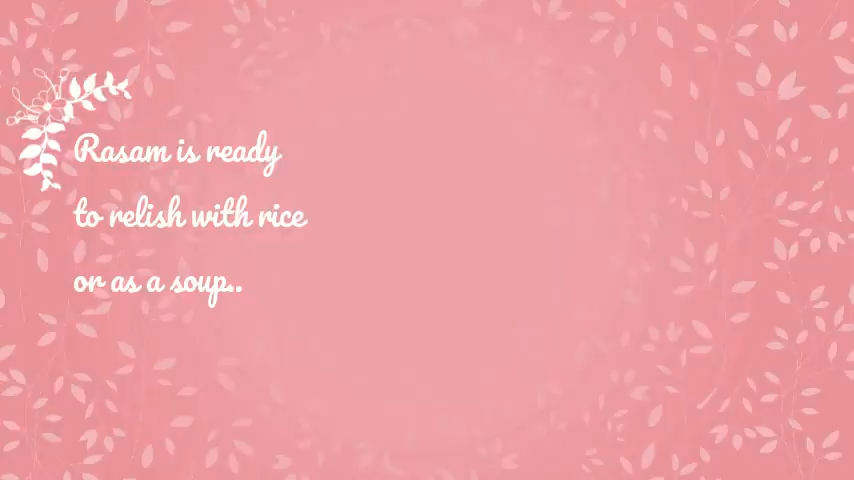 Rasam is ready
to relish with rice
or as a soup..